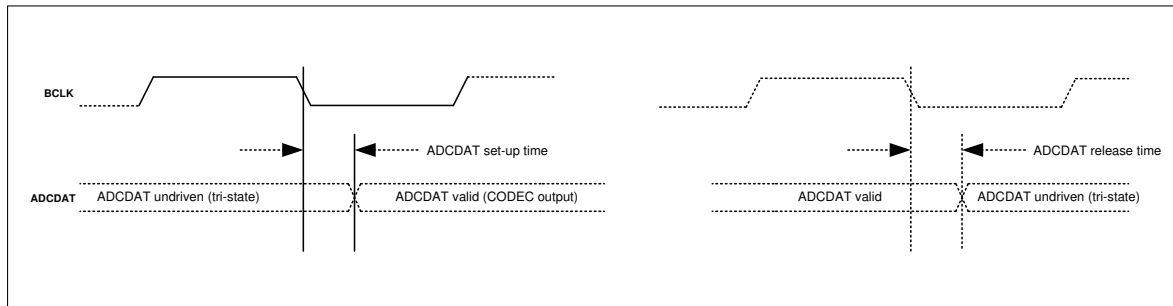 BCLK
ADCDAT set-up time
ADCDAT release time
ADCDAT
ADCDAT undriven (tri-state)
ADCDAT valid (CODEC output)
ADCDAT valid
ADCDAT undriven (tri-state)